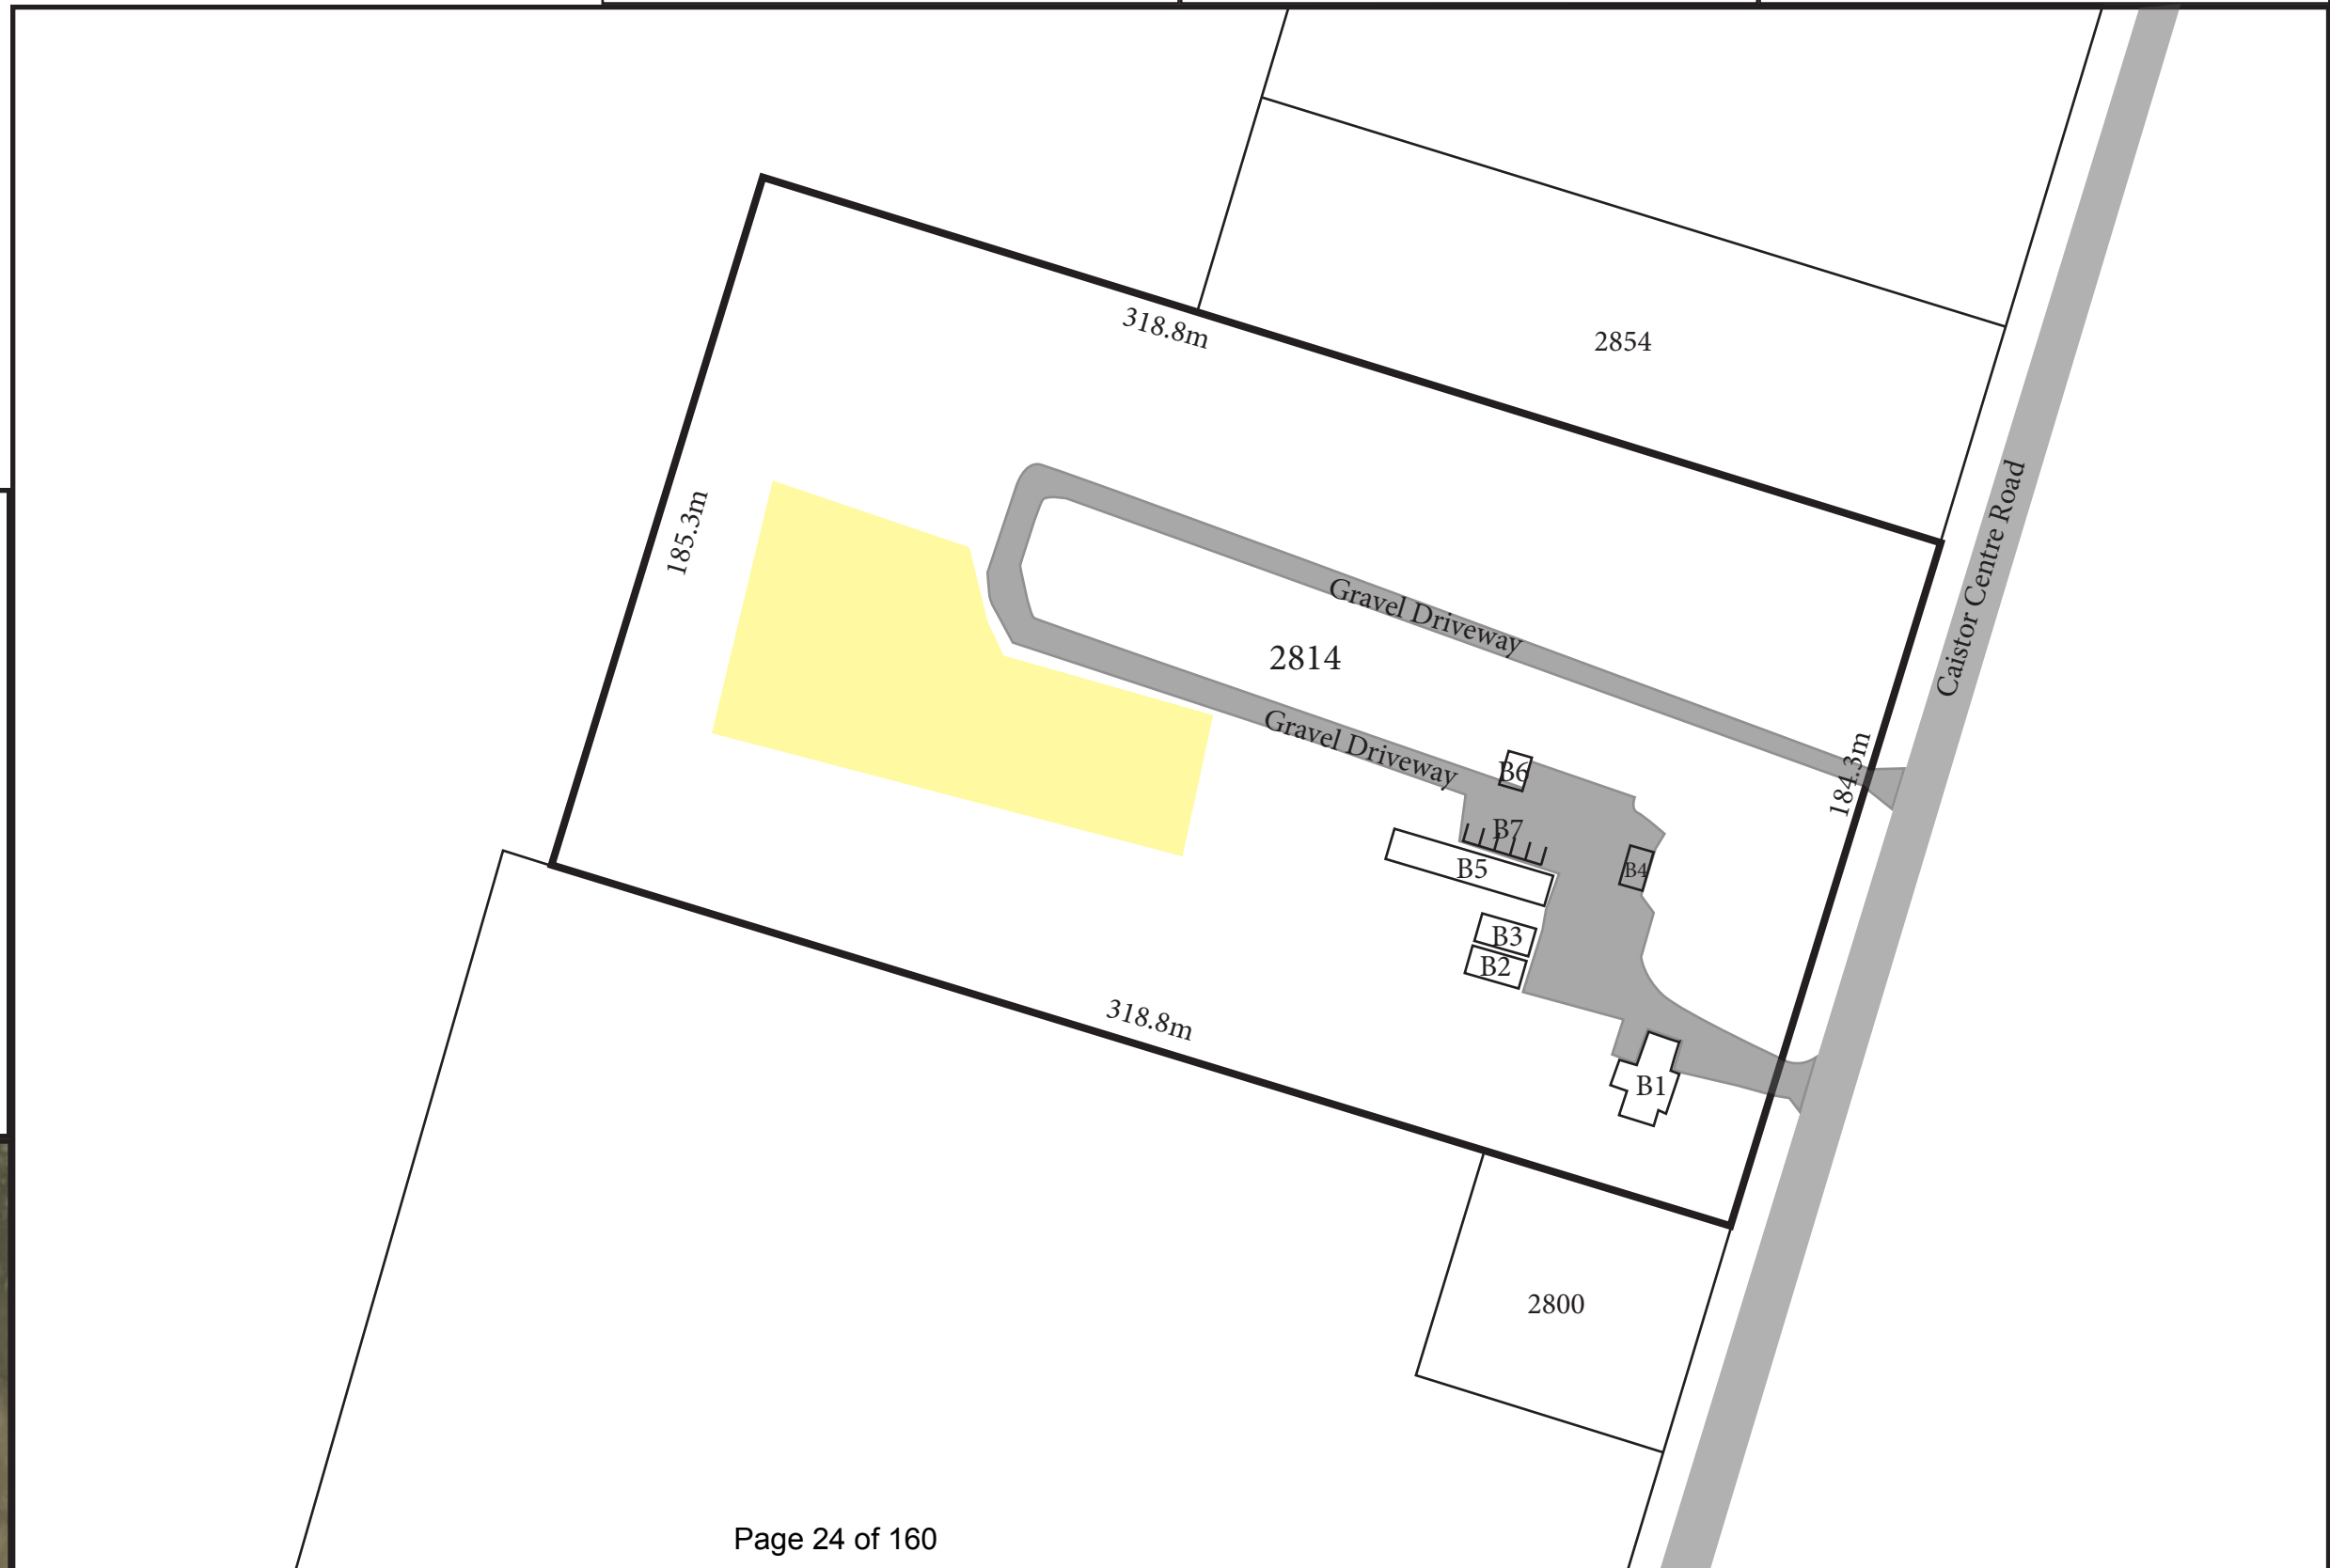 318.8m
2854
185.3m
Caistor Centre Road
Gravel Driveway
2814
Gravel Driveway
184.3m
B6
B7
B5
B4
B3
B2
318.8m
B1
2800
Page 24 of 160